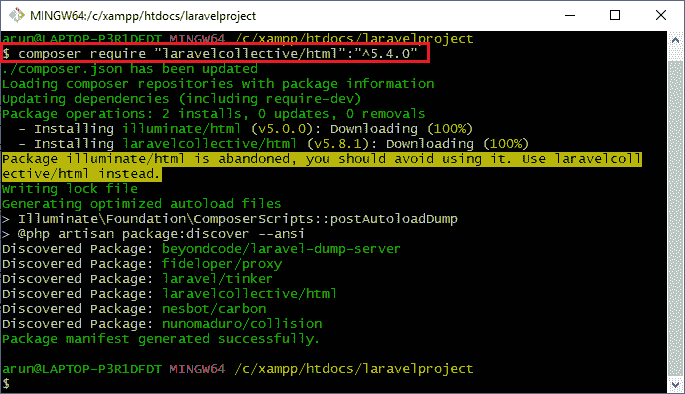 MINGW64:/c/xampp/htdocs/laravelproject
arun@LAPTOP-P3R1DFDT MINGW64 /c/xampp/htdocs/laravelproject
$ composer require "laravelcollective/html":"^5.4.0"
./composer.json has been updated
Loading composer repositories with package information
Updating dependencies (including require-dev)
Package operations: 2 installs, 0 updates, 0 removals
  - Installing illuminate/html (v5.0.0): Downloading (100%)
  - Installing laravelcollective/html (v5.8.1): Downloading (100%)
Package illuminate/html is abandoned, you should avoid using it. Use laravelcoll
ective/html instead.
Writing lock file
Generating optimized autoload files
> Illuminate\Foundation\ComposerScripts::postAutoloadDump
> @php artisan package:discover --ansi
Discovered Package: beyondcode/laravel-dump-server
Discovered Package: fideloper/proxy
Discovered Package: laravel/tinker
Discovered Package: laravelcollective/html
Discovered Package: nesbot/carbon
Discovered Package: nunomaduro/collision
Package manifest generated successfully.
arun@LAPTOP-P3R1DFDT MINGW64 /c/xampp/htdocs/laravelproject
$